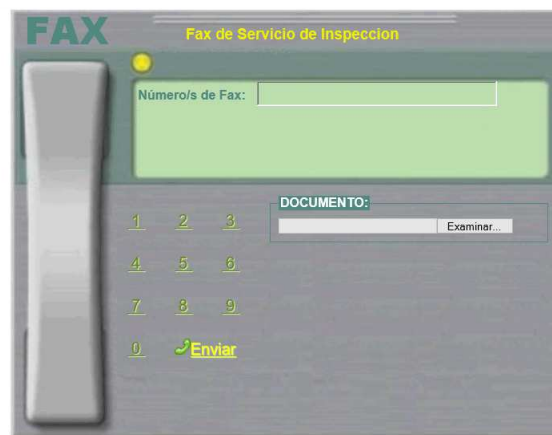 FAX
Fax de Servicio de Inspeccion
Número/s de Fax:
DOCUMENTO:
Examinar...
1 2 3
4 5 6
7 8 9
0 Enviar